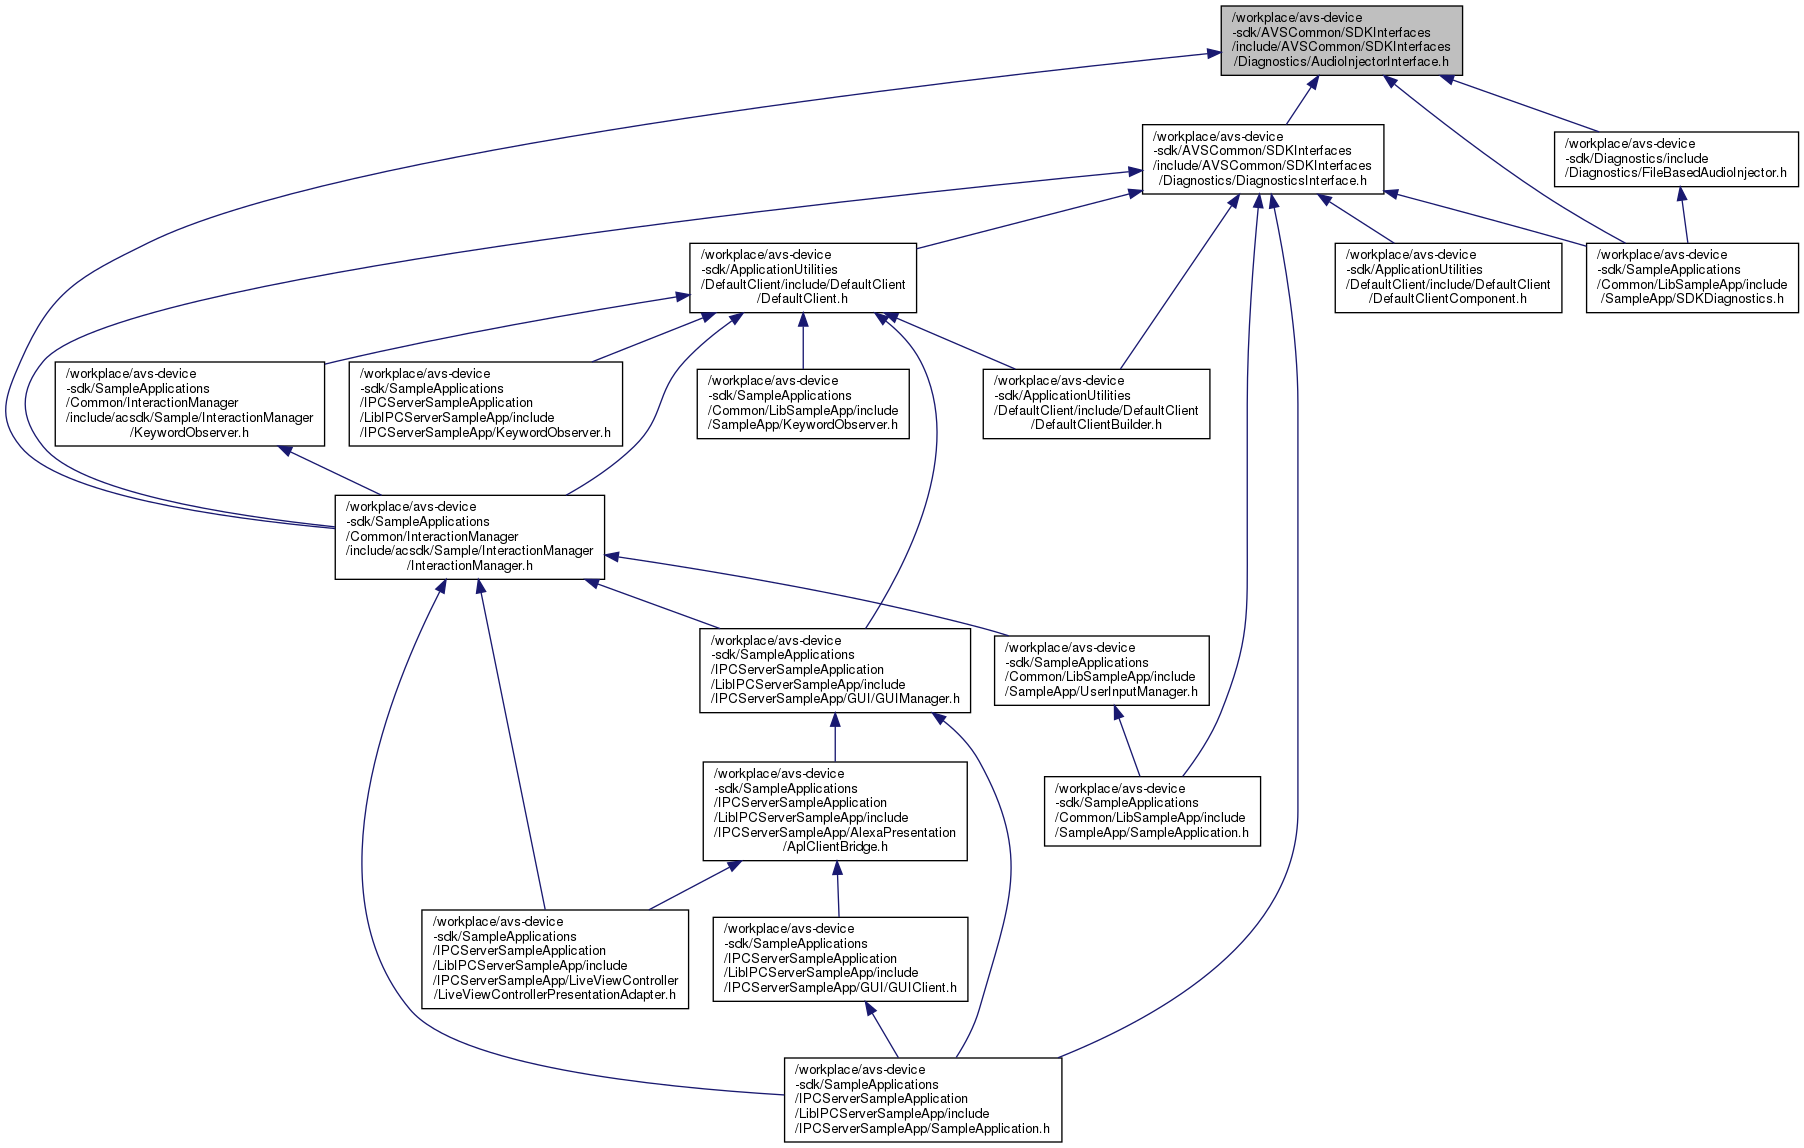 /workplace/avs-device
-sdk/AVSCommon/SDKInterfaces
/include/AVSCommon/SDKInterfaces
/Diagnostics/AudioInjectorInterface.h
/workplace/avs-device
-sdk/AVSCommon/SDKInterfaces
/include/AVSCommon/SDKInterfaces
/Diagnostics/DiagnosticsInterface.h
/workplace/avs-device
-sdk/Diagnostics/include
/Diagnostics/FileBasedAudioInjector.h
/workplace/avs-device
-sdk/ApplicationUtilities
/DefaultClient/include/DefaultClient
/DefaultClient.h
/workplace/avs-device
-sdk/ApplicationUtilities
/DefaultClient/include/DefaultClient
/DefaultClientComponent.h
/workplace/avs-device
-sdk/SampleApplications
/Common/LibSampleApp/include
/SampleApp/SDKDiagnostics.h
/workplace/avs-device
-sdk/SampleApplications
/Common/InteractionManager
/include/acsdk/Sample/InteractionManager
/KeywordObserver.h
/workplace/avs-device
-sdk/SampleApplications
/IPCServerSampleApplication
/LibIPCServerSampleApp/include
/IPCServerSampleApp/KeywordObserver.h
/workplace/avs-device
-sdk/SampleApplications
/Common/LibSampleApp/include
/SampleApp/KeywordObserver.h
/workplace/avs-device
-sdk/ApplicationUtilities
/DefaultClient/include/DefaultClient
/DefaultClientBuilder.h
/workplace/avs-device
-sdk/SampleApplications
/Common/InteractionManager
/include/acsdk/Sample/InteractionManager
/InteractionManager.h
/workplace/avs-device
-sdk/SampleApplications
/IPCServerSampleApplication
/LibIPCServerSampleApp/include
/IPCServerSampleApp/GUI/GUIManager.h
/workplace/avs-device
-sdk/SampleApplications
/Common/LibSampleApp/include
/SampleApp/UserInputManager.h
/workplace/avs-device
-sdk/SampleApplications
/IPCServerSampleApplication
/LibIPCServerSampleApp/include
/IPCServerSampleApp/AlexaPresentation
/AplClientBridge.h
/workplace/avs-device
-sdk/SampleApplications
/Common/LibSampleApp/include
/SampleApp/SampleApplication.h
/workplace/avs-device
-sdk/SampleApplications
/IPCServerSampleApplication
/LibIPCServerSampleApp/include
/IPCServerSampleApp/LiveViewController
/LiveViewControllerPresentationAdapter.h
/workplace/avs-device
-sdk/SampleApplications
/IPCServerSampleApplication
/LibIPCServerSampleApp/include
/IPCServerSampleApp/GUI/GUIClient.h
/workplace/avs-device
-sdk/SampleApplications
/IPCServerSampleApplication
/LibIPCServerSampleApp/include
/IPCServerSampleApp/SampleApplication.h